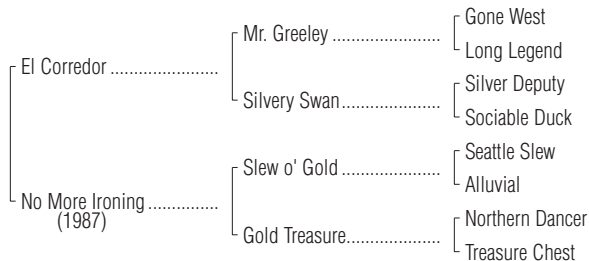 Gone West
Mr. Greeley ........................
Long Legend
El Corredor ........................
Silver Deputy
Silvery Swan......................
Sociable Duck
Seattle Slew
Slew o' Gold ......................
Alluvial
No More Ironing ...............
(1987)
Northern Dancer
Gold Treasure.....................
Treasure Chest